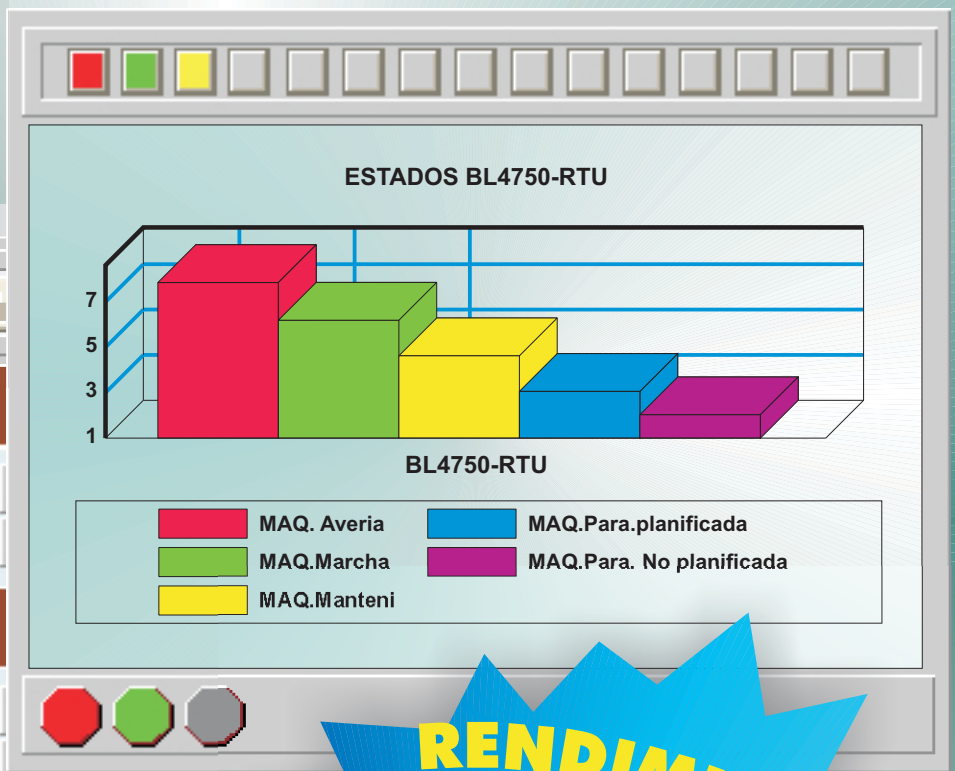 ESTADOS BL4750-RTU
7
5
3
1
BL4750-RTU
MAQ. Averia
MAQ.Para.planificada
MAQ.Marcha
MAQ.Para. No planificada
MAQ.Manteni